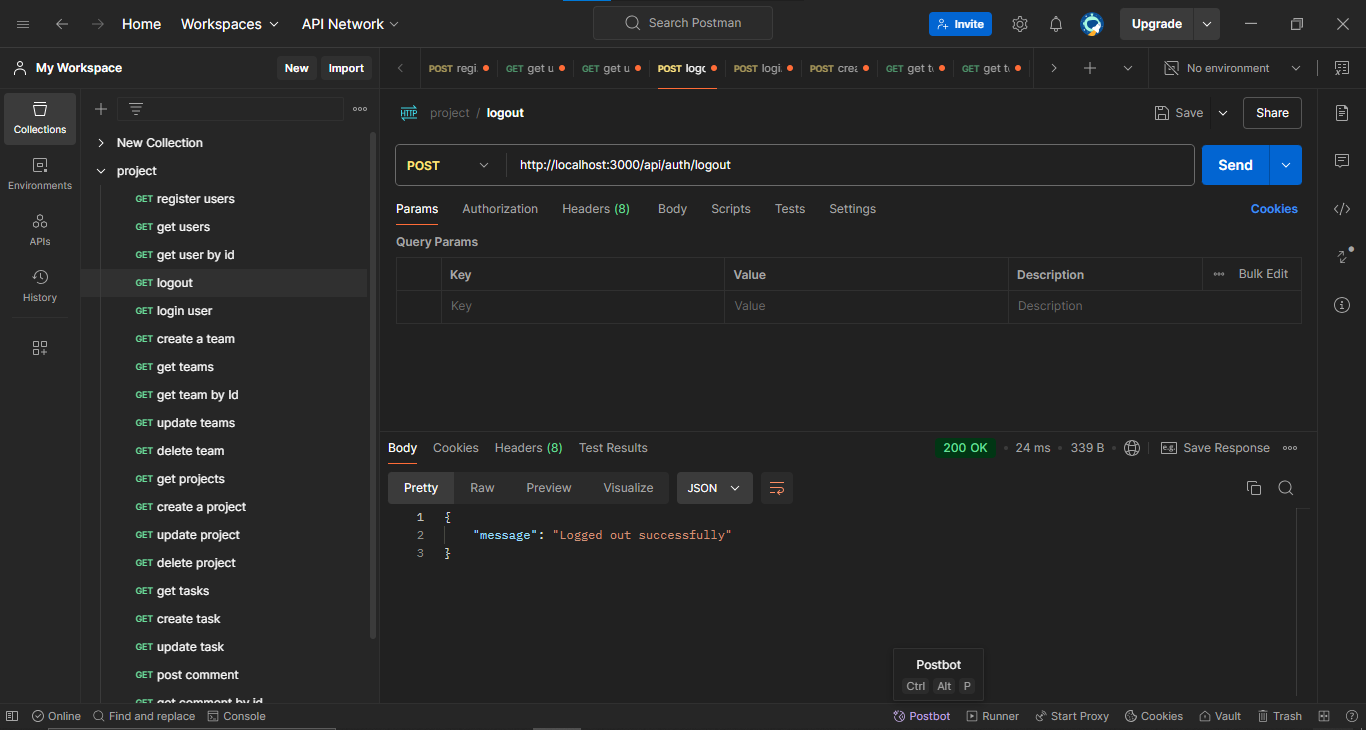 Home Workspaces API Network Search Postman Invite Upgrade
My Workspace New Import
POST regi. GET get u GET get u POST logo POST logi. POST crea GET get t GET get t No environment
Collections
Environments
APIs
History
New Collection
project
GET register users
GET get users
GET get user by id
GET logout
GET login user
GET create a team
GET get teams
GET get team by Id
GET update teams
GET delete team
GET get projects
GET create a project
GET update project
GET delete project
GET get tasks
GET create task
GET update task
GET post comment
GET get comment by id
HTTP project / logout Save Share
POST http://localhost:3000/api/auth/logout Send
Params Authorization Headers (8) Body Scripts Tests Settings Cookies
Query Params
Key Value Description Bulk Edit
Key Value Description
Body Cookies Headers (8) Test Results 200 OK 24 ms 339 B e.g. Save Response
Pretty Raw Preview Visualize JSON
1 {
2 "message": "Logged out successfully"
3 }
Postbot
Ctrl Alt P
Online Find and replace Console Postbot Runner Start Proxy Cookies Vault Trash